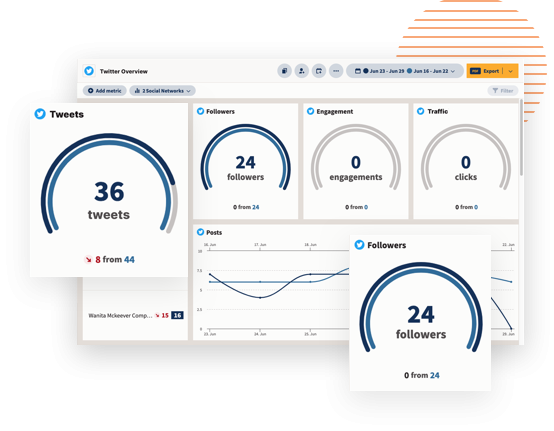 Twitter Overview
Jun 23 - Jun 29
Jun 16 - Jun 22
Export
Add metric
2 Social Networks
Filter
Tweets
36
tweets
8 from 44
Followers
24
followers
0 from 24
Engagement
0
engagements
0 from 0
Traffic
0
clicks
0 from 0
Posts
16. Jun
17. Jun
18. Jun
22. Jun
10
7.5
5
2.5
0
23. Jun
24. Jun
25. Jun
29. Jun
Wanita Mckeever Comp... 15 16
Followers
24
followers
0 from 24